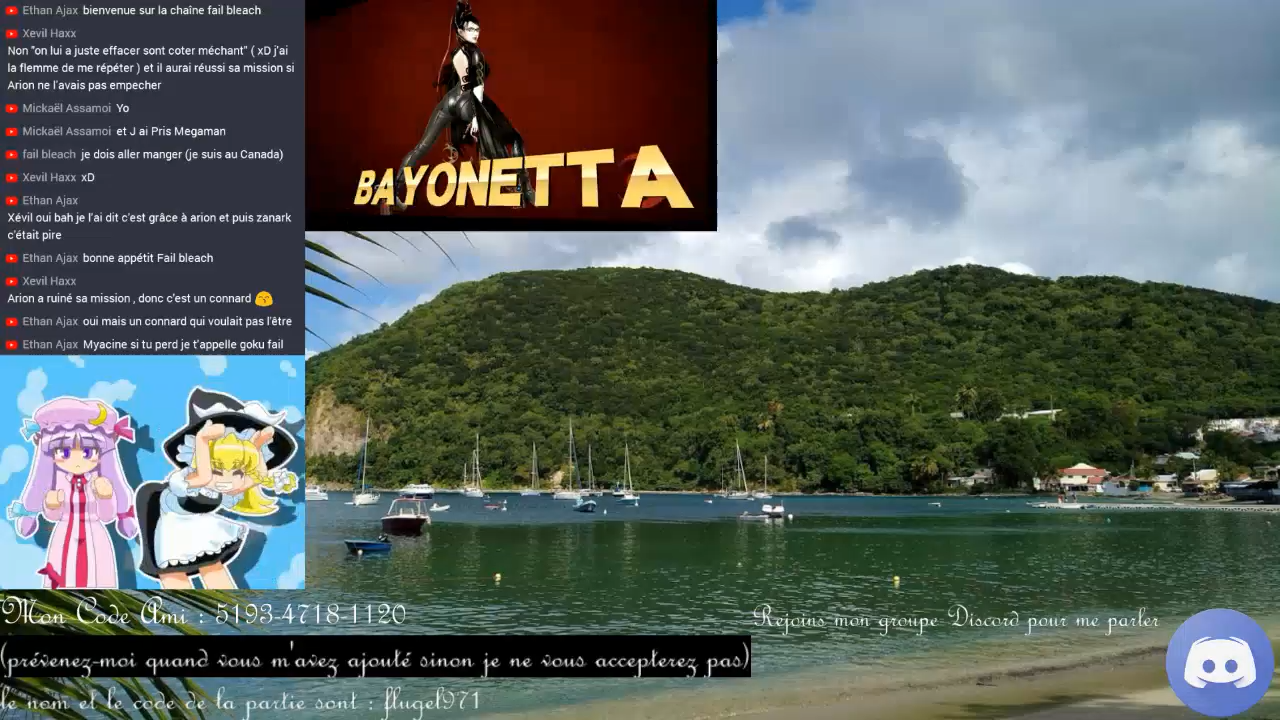 Ethan Ajax bienvenue sur la chaîne fail bleach
Xevil Haxx
Non "on lui a juste effacer sont coter méchant" ( xD j'ai
la flemme de me répéter ) et il aurai réussi sa mission si
Arion ne l'avais pas empecher
Mickaël Assamoi Yo
Mickaël Assamoi et J ai Pris Megaman
fail bleach je dois aller manger (je suis au Canada)
Xevil Haxx xD
Ethan Ajax
Xévil oui bah je l'ai dit c'est grâce à arion et puis zanark
c'était pire
Ethan Ajax bonne appétit Fail bleach
Xevil Haxx
Arion a ruiné sa mission , donc c'est un connard 😙
Ethan Ajax oui mais un connard qui voulait pas l'être
Ethan Ajax Myacine si tu perd je t'appelle goku fail
BAYONETTA
Mon Code Ami : 5193-4718-1120
(prévenez-moi quand vous m'avez ajouté sinon je ne vous accepterez pas)
le nom et le code de la partie sont : flugel971
Rejoins mon groupe Discord pour me parler